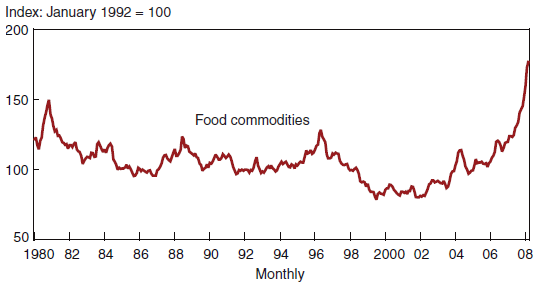 Index: January 1992 = 100
200
150
Food commodities
100
50
1980 82 84 86 88 90 92 94 96 98 2000 02 04 06 08
Monthly